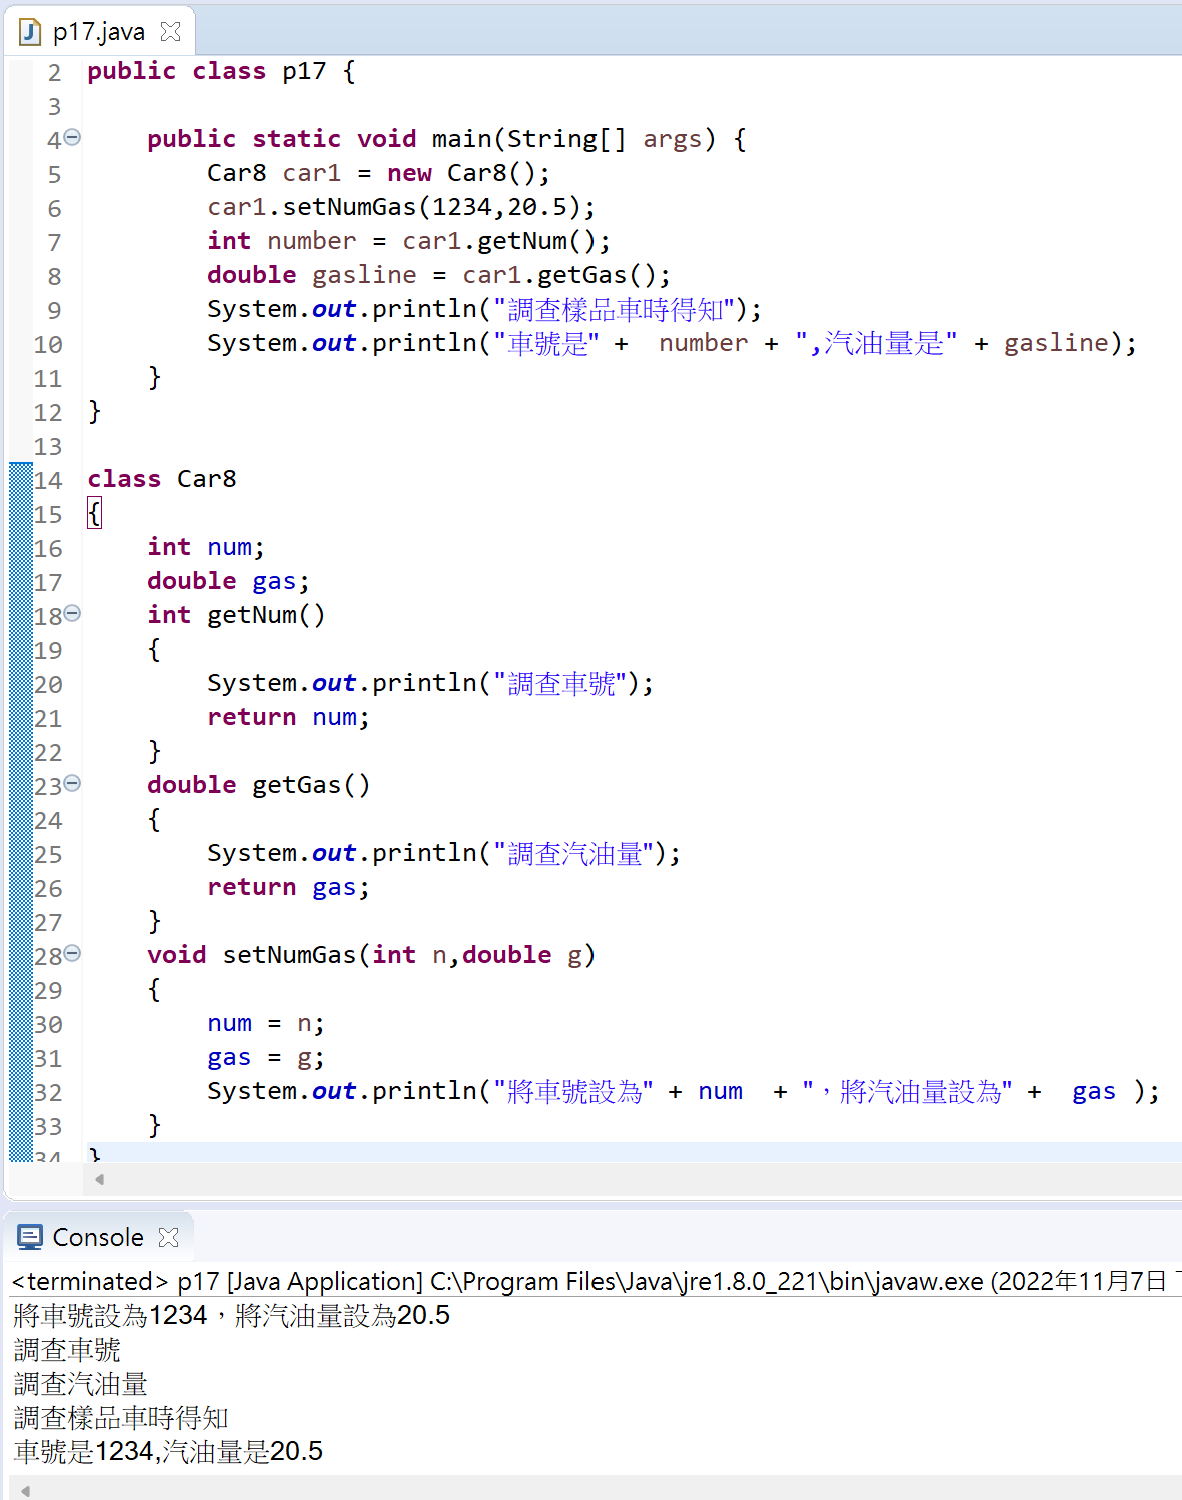 p17.java
2 public class p17 {
3
4 public static void main(String[] args) {
5 Car8 car1 = new Car8();
6 car1.setNumGas(1234,20.5);
7 int number = car1.getNum();
8 double gasline = car1.getGas();
9 System.out.println("調查樣品車時得知");
10 System.out.println("車號是" +  number + ",汽油量是" + gasline);
11 }
12 }
13
14 class Car8
15 {
16 int num;
17 double gas;
18 int getNum()
19 {
20 System.out.println("調查車號");
21 return num;
22 }
23 double getGas()
24 {
25 System.out.println("調查汽油量");
26 return gas;
27 }
28 void setNumGas(int n,double g)
29 {
30 num = n;
31 gas = g;
32 System.out.println("將車號設為" + num  + "，將汽油量設為" +  gas );
33 }
34 }
Console
<terminated> p17 [Java Application] C:\Program Files\Java\jre1.8.0_221\bin\javaw.exe (2022年11月7日
將車號設為1234，將汽油量設為20.5
調查車號
調查汽油量
調查樣品車時得知
車號是1234,汽油量是20.5